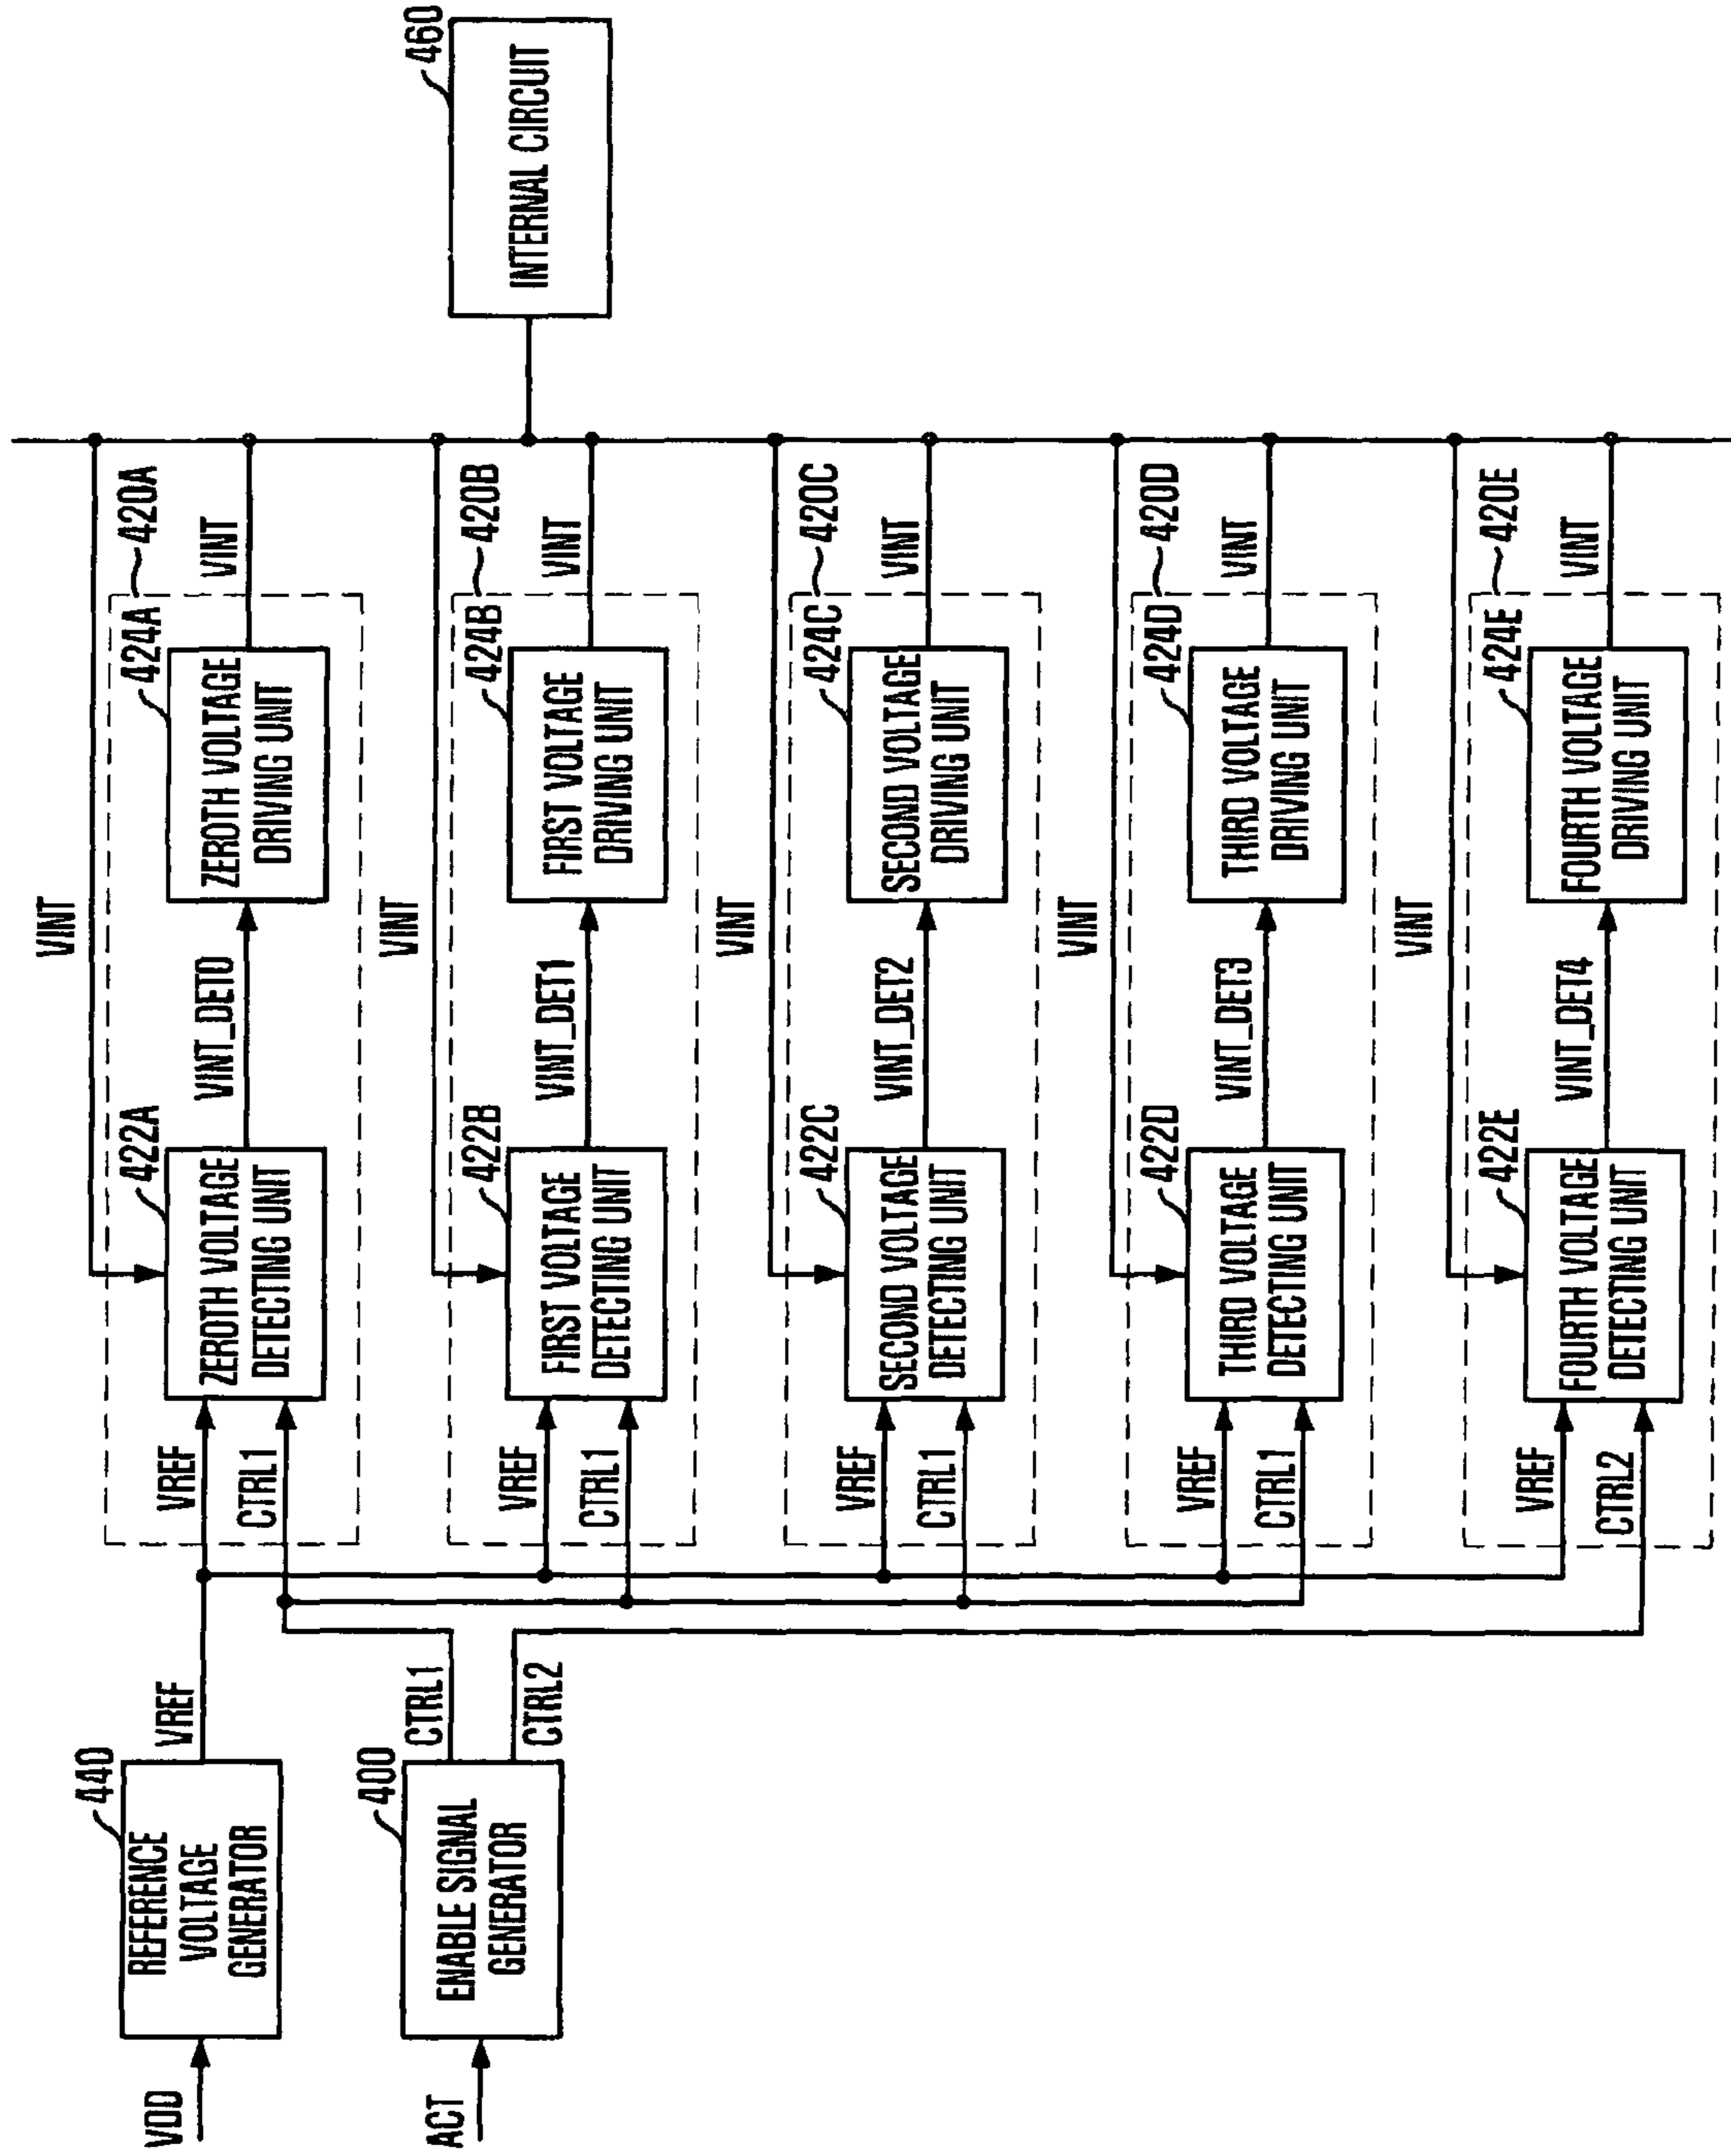 VDD
440
REFERENCE
VOLTAGE
GENERATOR
VREF
ACT
400
ENABLE SIGNAL
GENERATOR
CTRL1
CTRL2
VINT
420A
VREF
CTRL1
422A
ZEROTH VOLTAGE
DETECTING UNIT
VINT_DET0
424A
ZEROTH VOLTAGE
DRIVING UNIT
VINT
VINT
420B
VREF
CTRL1
422B
FIRST VOLTAGE
DETECTING UNIT
VINT_DET1
424B
FIRST VOLTAGE
DRIVING UNIT
VINT
VINT
420C
VREF
CTRL1
422C
SECOND VOLTAGE
DETECTING UNIT
VINT_DET2
424C
SECOND VOLTAGE
DRIVING UNIT
VINT
VINT
420D
VREF
CTRL1
422D
THIRD VOLTAGE
DETECTING UNIT
VINT_DET3
424D
THIRD VOLTAGE
DRIVING UNIT
VINT
VINT
420E
VREF
CTRL2
422E
FOURTH VOLTAGE
DETECTING UNIT
VINT_DET4
424E
FOURTH VOLTAGE
DRIVING UNIT
VINT
460
INTERNAL CIRCUIT